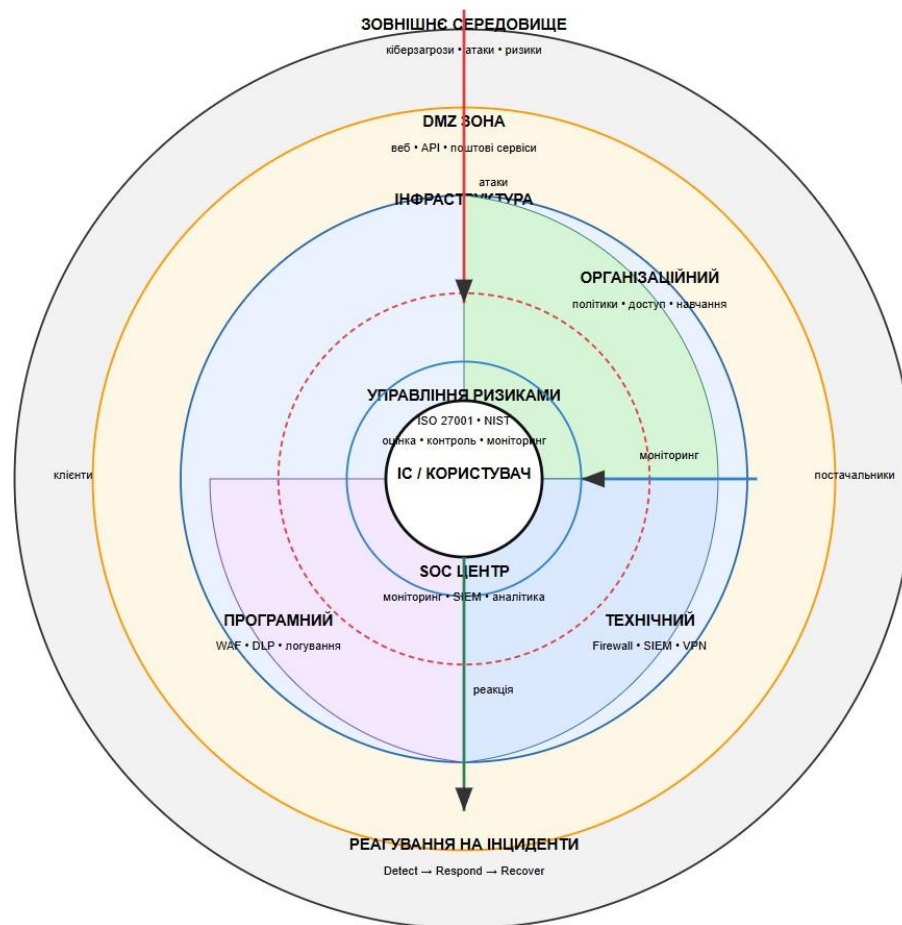 ЗОВНІШНЄ СЕРЕДОВИЩЕ
кіберзагрози • атаки • ризики
DMZ ЗОНА
веб • API • поштові сервіси
атаки
ІНФРАСТРУКТУРА
ОРГАНІЗАЦІЙНИЙ
політики • доступ • навчання
УПРАВЛІННЯ РИЗИКАМИ
ISO 27001 • NIST
оцінка • контроль • моніторинг
моніторинг
клієнти
ІС / КОРИСТУВАЧ
постачальники
SOC ЦЕНТР
моніторинг • SIEM • аналітика
ПРОГРАМНИЙ
WAF • DLP • логування
ТЕХНІЧНИЙ
Firewall • SIEM • VPN
реакція
РЕАГУВАННЯ НА ІНЦИДЕНТИ
Detect → Respond → Recover